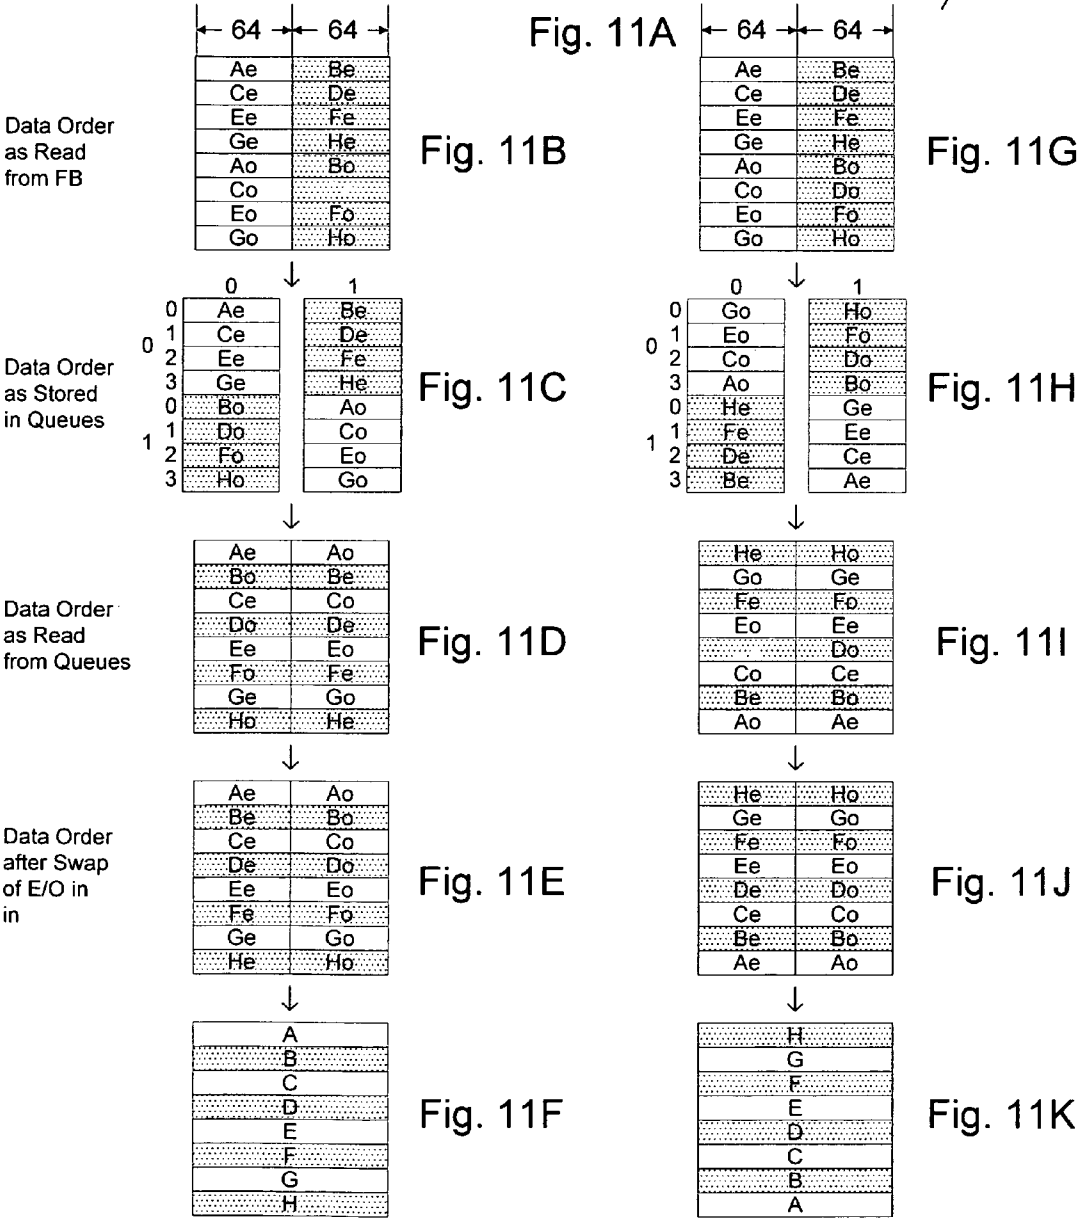 ← 64 → ← 64 → Fig. 11A ← 64 → ← 64 →
Ae Be Ae Be
Ce De Ce De
Data Order Ee Fe Ee Fe
as Read Ge He Fig. 11B Ge He Fig. 11G
from FB Ao Bo Ao Bo
Co Co Do
Eo Fo Eo Fo
Go Ho Go Ho
0 1 0 1
0 Ae Be 0 Go Ho
1 Ce De 1 Eo Fo
0 0
Data Order 2 Ee Fe 2 Co Do
as Stored 3 Ge He Fig. 11C 3 Ao Bo Fig. 11H
in Queues 0 Bo Ao 0 He Ge
1 Do Co 1 Fe Ee
1 1
2 Fo Eo 2 De Ce
3 Ho Go 3 Be Ae
Ae Ao He Ho
Bo Be Go Ge
Data Order Ce Co Fe Fo
as Read Do De Eo Ee
from Queues Ee Eo Fig. 11D Do Fig. 11I
Fo Fe Co Ce
Ge Go Be Bo
Ho He Ao Ae
Ae Ao He Ho
Be Bo Ge Go
Data Order Ce Co Fe Fo
after Swap De Do Ee Eo
of E/O in Ee Eo Fig. 11E De Do Fig. 11J
in Fe Fo Ce Co
Ge Go Be Bo
He Ho Ae Ao
A H
B G
C F
D E
E Fig. 11F D Fig. 11K
F C
G B
H A